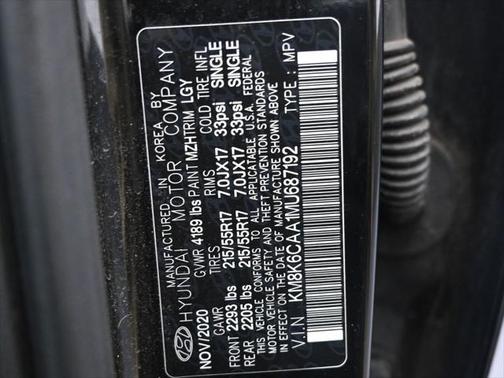 MANUFACTURED IN KOREA BY
HYUNDAI MOTOR COMPANY
NOV/2020 GVWR 4189 lbs PAINT MZH TRIM LGY
GAWR RIMS COLD TIRE INFL
FRONT 2293 lbs 215/55R17 7.0JX17 33psi SINGLE
REAR 2205 lbs 215/55R17 7.0JX17 33psi SINGLE
THIS VEHICLE CONFORMS TO ALL APPLICABLE U.S.A. FEDERAL
MOTOR VEHICLE SAFETY AND THEFT PREVENTION STANDARDS
IN EFFECT ON THE DATE OF MANUFACTURE SHOWN ABOVE
V.I.N KM8K6CAA1MU687192 TYPE : MPV